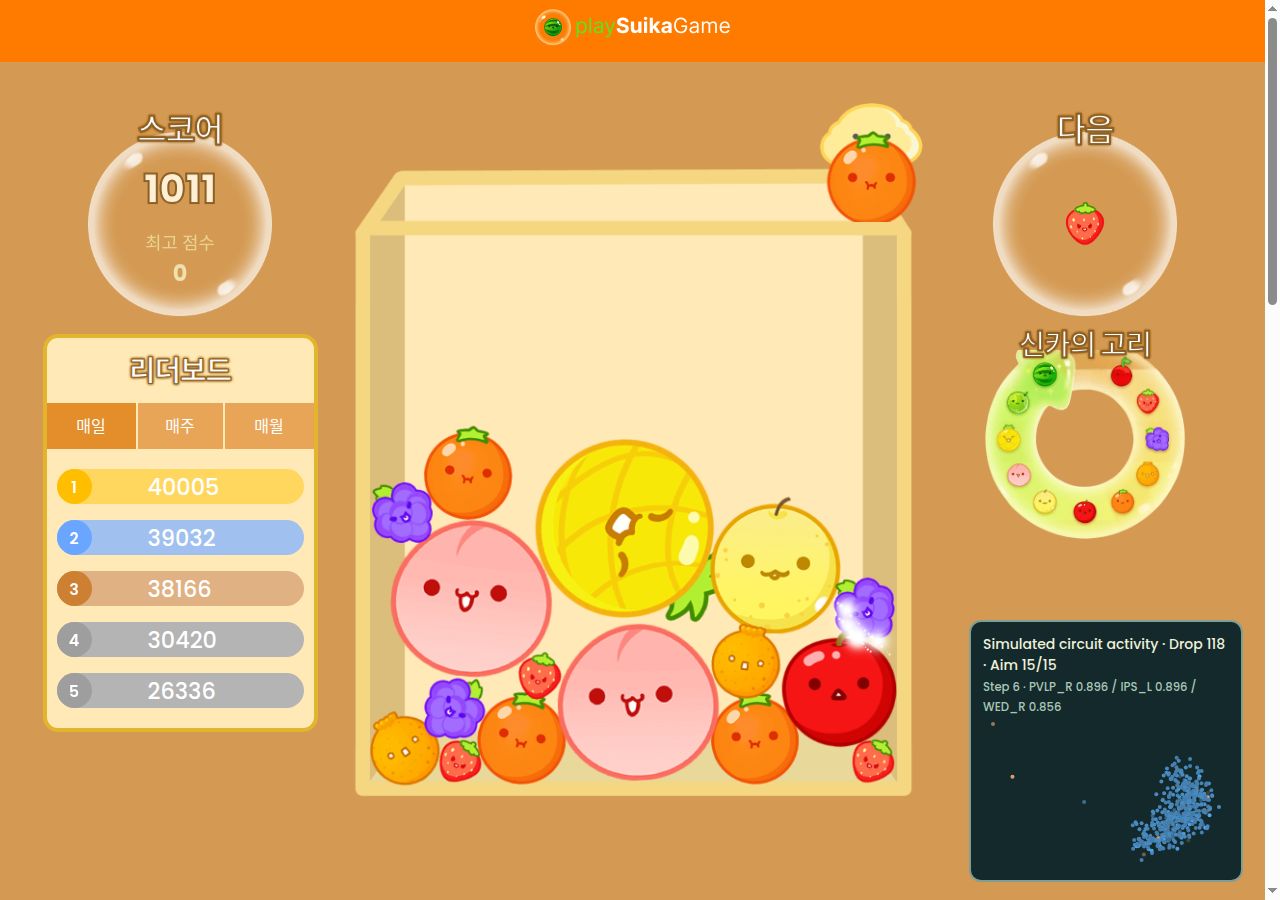 playSuikaGame
스코어
1011
최고 점수
0
다음
신카의 고리
리더보드
매일 매주 매월
1 40005
2 39032
3 38166
4 30420
5 26336
Simulated circuit activity · Drop 118
· Aim 15/15
Step 6 · PVLP_R 0.896 / IPS_L 0.896 /
WED_R 0.856